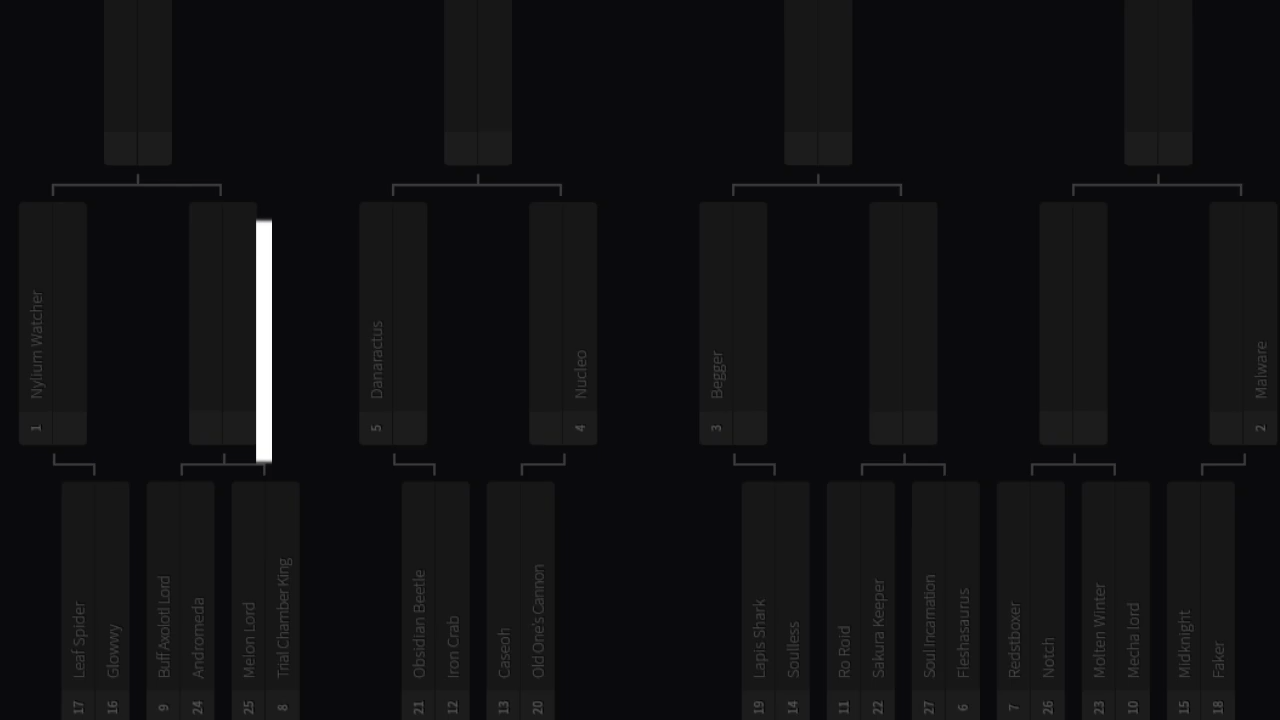 17 Leaf Spider
16 Glowwy
9 Buff Axolotl Lord
24 Andromeda
25 Melon Lord
8 Trial Chamber King
21 Obsidian Beetle
12 Iron Crab
13 Caseoh
20 Old One's Cannon
19 Lapis Shark
14 Soulless
11 Ro Roid
22 Sakura Keeper
27 Soul Incarnation
6 Fleshasaurus
7 Redstboxer
26 Notch
23 Molten Winter
10 Mecha lord
15 Midknight
18 Faker
1 Nylium Watcher
5 Danaractus
4 Nucleo
3 Begger
2 Malware